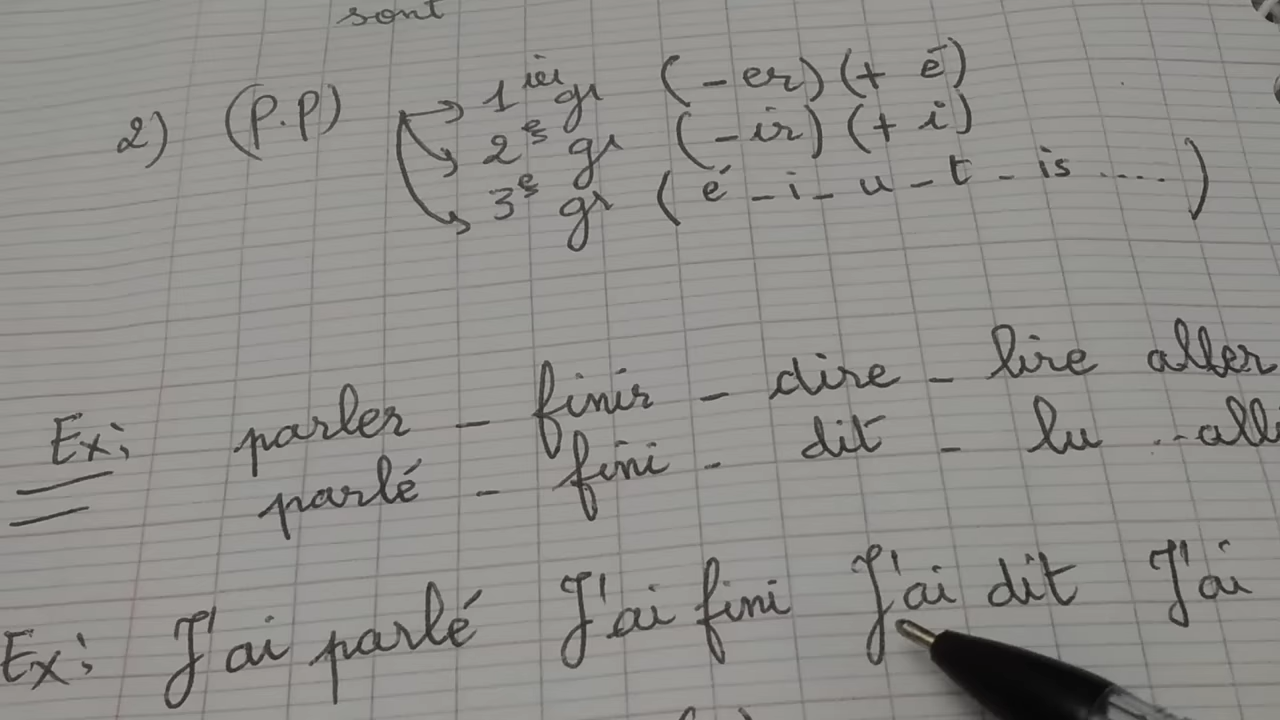 sont
2) (P.P) → 1ier gr (-er) (+ é)
→ 2e gr (-ir) (+ i)
→ 3e gr (é - i - u - t - is ....)
Ex: parler - finir - dire - lire aller
parlé - fini - dit - lu .. all
Ex: J'ai parlé J'ai fini J'ai dit J'ai